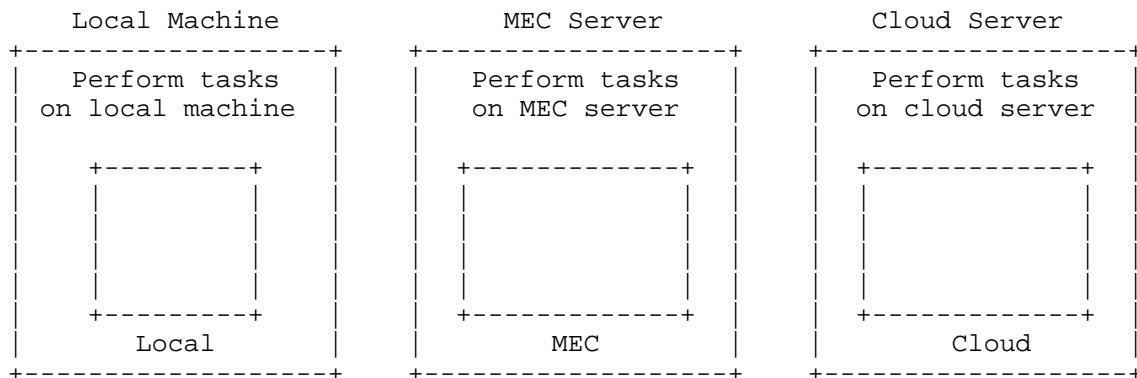 Local Machine MEC Server Cloud Server
Perform tasks Perform tasks Perform tasks
on local machine on MEC server on cloud server
Local MEC Cloud